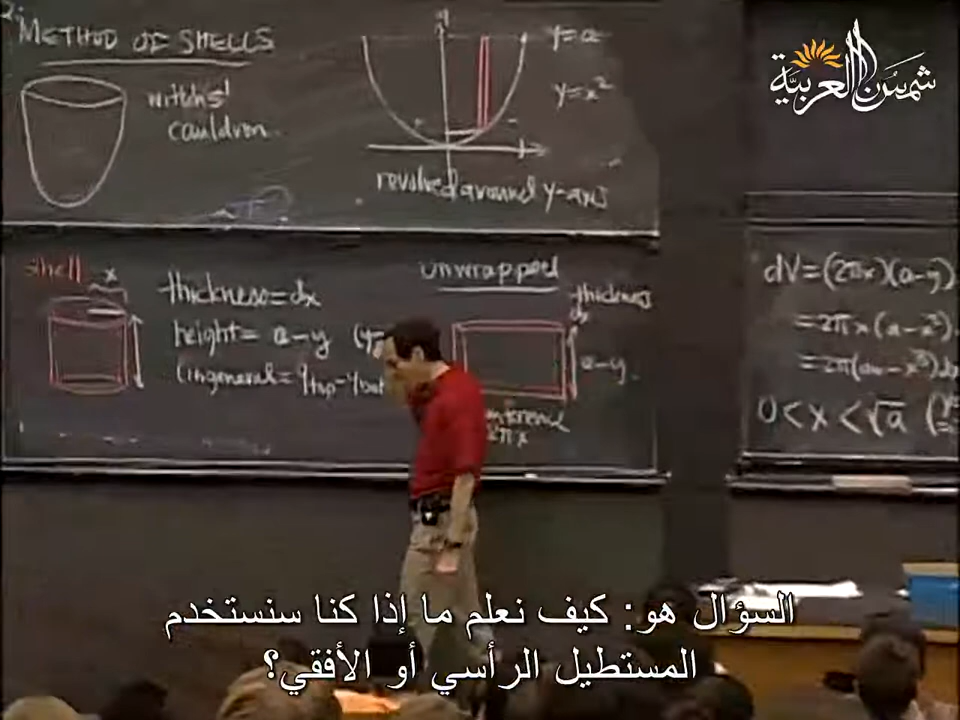 METHOD OF SHELLS
witch's'
cauldron
y=a
y=x²
revolved around y-axis
شمس العربية
shell
x
thickness=dx
height= a-y
(in general = ytop-ybot
unwrapped
thickness
dx
a-y
2πx
dV=(2πx)(a-y)
=2πx(a-x²)
=2π(ax-x³)dx
0<x<√a
السؤال هو: كيف نعلم ما إذا كنا سنستخدم
المستطيل الرأسي أو الأفقي؟